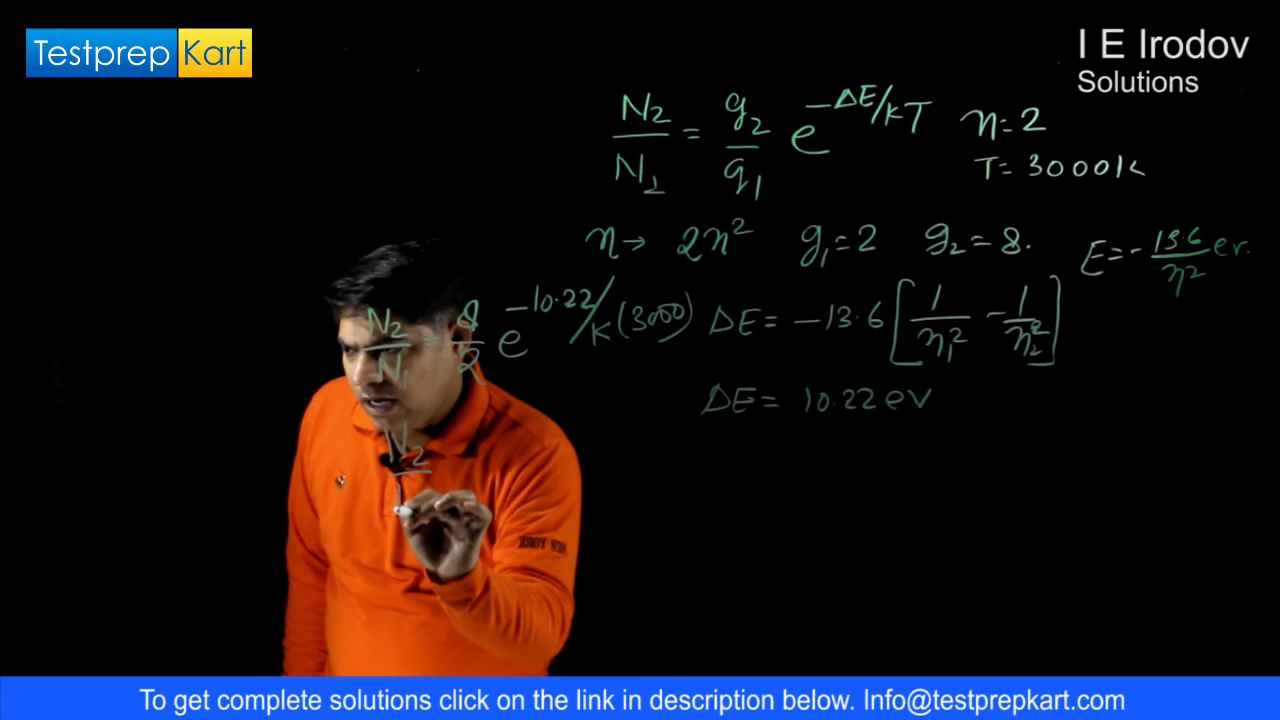 Testprep Kart
I E Irodov
Solutions
N2/N1 = g2/g1 e^-ΔE/kT n=2
T=3000K
n→ 2n² g1=2 g2=8.
E=-13.6/n² ev.
N2/N1 = 8/2 e^-10.22/k(3000)
ΔE = -13.6 [1/n1² - 1/n2²]
ΔE = 10.22 eV
N2
To get complete solutions click on the link in description below. Info@testprepkart.com